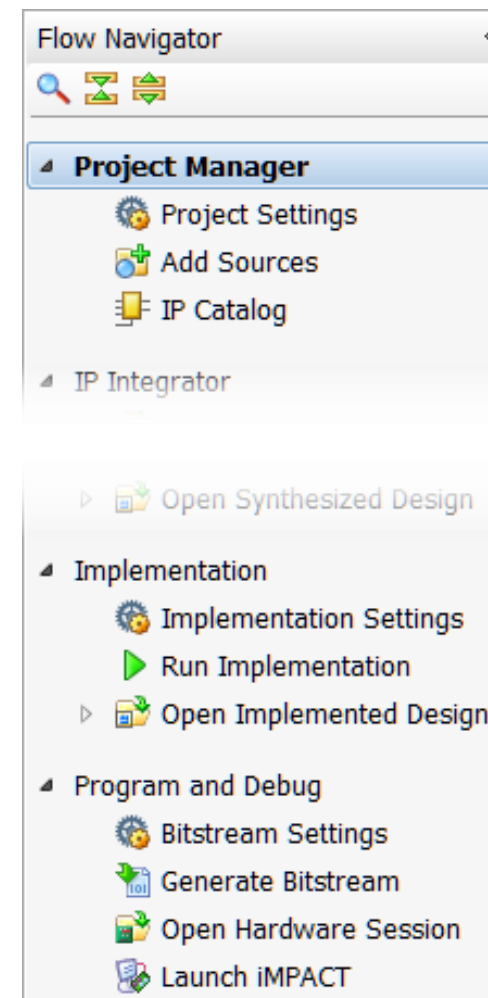 Flow Navigator
Project Manager
Project Settings
Add Sources
IP Catalog
IP Integrator
Open Synthesized Design
Implementation
Implementation Settings
Run Implementation
Open Implemented Design
Program and Debug
Bitstream Settings
Generate Bitstream
Open Hardware Session
Launch iMPACT